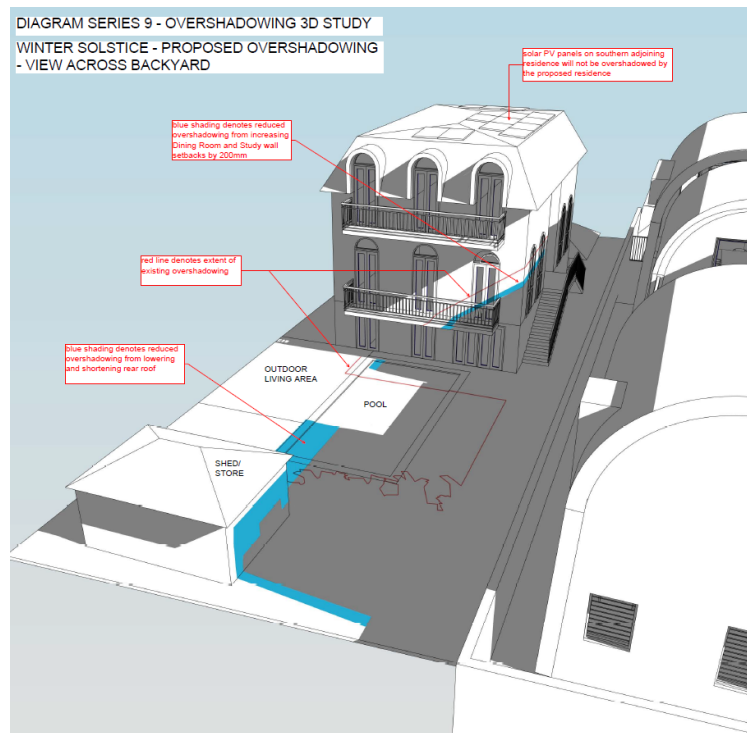 DIAGRAM SERIES 9 - OVERSHADOWING 3D STUDY
WINTER SOLSTICE - PROPOSED OVERSHADOWING
- VIEW ACROSS BACKYARD
solar PV panels on southern adjoining
residence will not be overshadowed by
the proposed residence
blue shading denotes reduced
overshadowing from increasing
Dining Room and Study wall
setbacks by 200mm
red line denotes extent of
existing overshadowing
blue shading denotes reduced
overshadowing from lowering
and shortening rear roof
OUTDOOR
LIVING AREA
POOL
SHED/
STORE